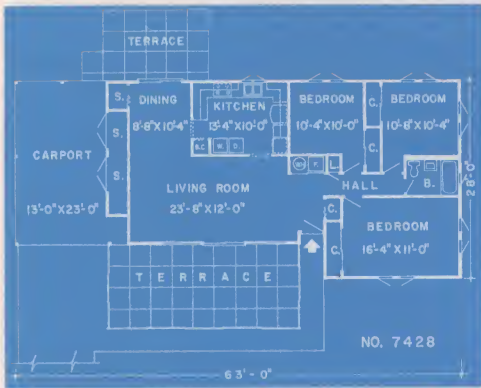 TERRACE
S.
DINING
8'-8" X 10'-4"
KITCHEN
13'-4" X 10'-0"
BEDROOM
10'-4" X 10'-0"
C.
BEDROOM
10'-8" X 10'-4"
CARPORT
13'-0" X 23'-0"
S.
S.
B.C.
W.
D.
LIVING ROOM
23'-8" X 12'-0"
L.
C.
HALL
B.
28'-0"
C.
C.
BEDROOM
16'-4" X 11'-0"
TERRACE
NO. 7428
63'-0"